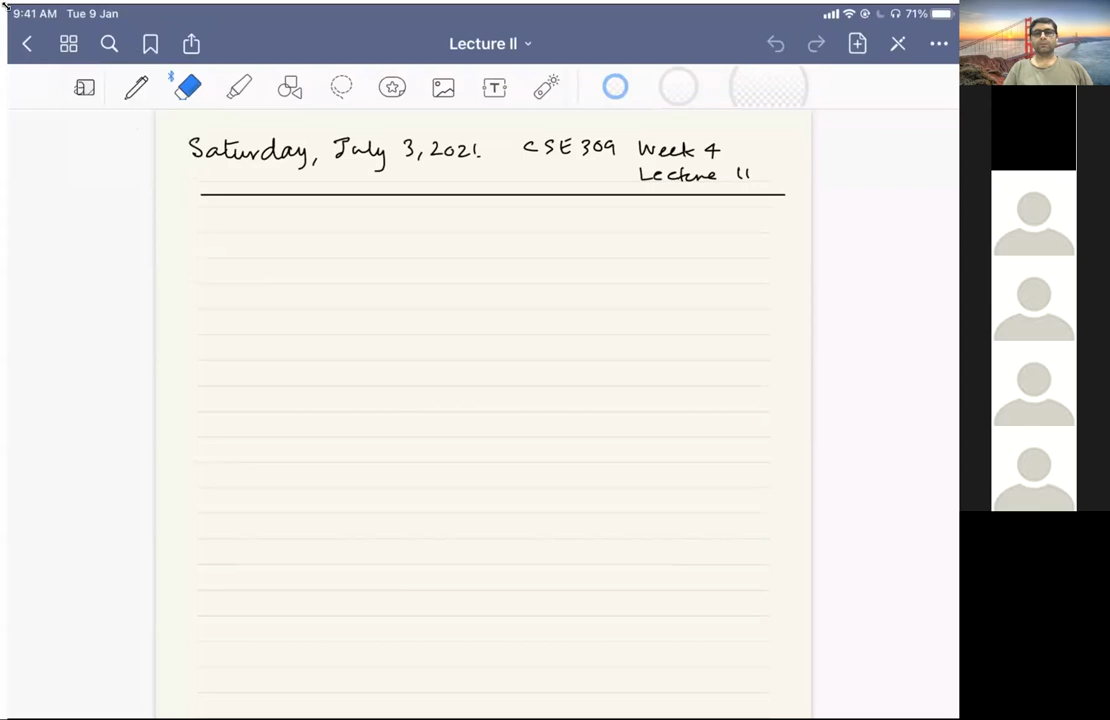 9:41 AM Tue 9 Jan 71%
Lecture II
T
Saturday, July 3, 2021. CSE 309 Week 4
Lecture 11